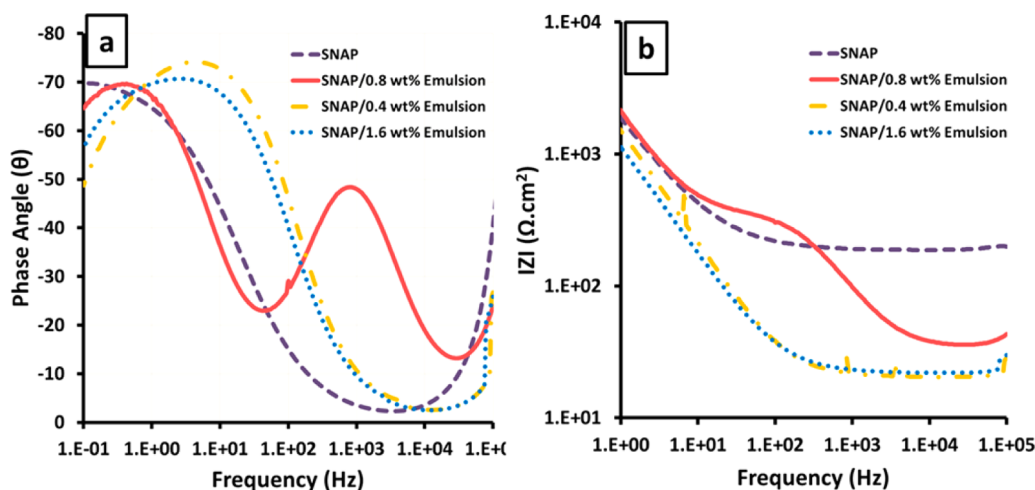 a
-80
-70
-60
-50
-40
-30
-20
-10
0
Phase Angle (θ)
SNAP
SNAP/0.8 wt% Emulsion
SNAP/0.4 wt% Emulsion
SNAP/1.6 wt% Emulsion
1.E-01 1.E+00 1.E+01 1.E+02 1.E+03 1.E+04 1.E+0
Frequency (Hz)
b
1.E+04
1.E+03
1.E+02
1.E+01
IZI (Ω.cm²)
SNAP
SNAP/0.8 wt% Emulsion
SNAP/0.4 wt% Emulsion
SNAP/1.6 wt% Emulsion
1.E+00 1.E+01 1.E+02 1.E+03 1.E+04 1.E+05
Frequency (Hz)